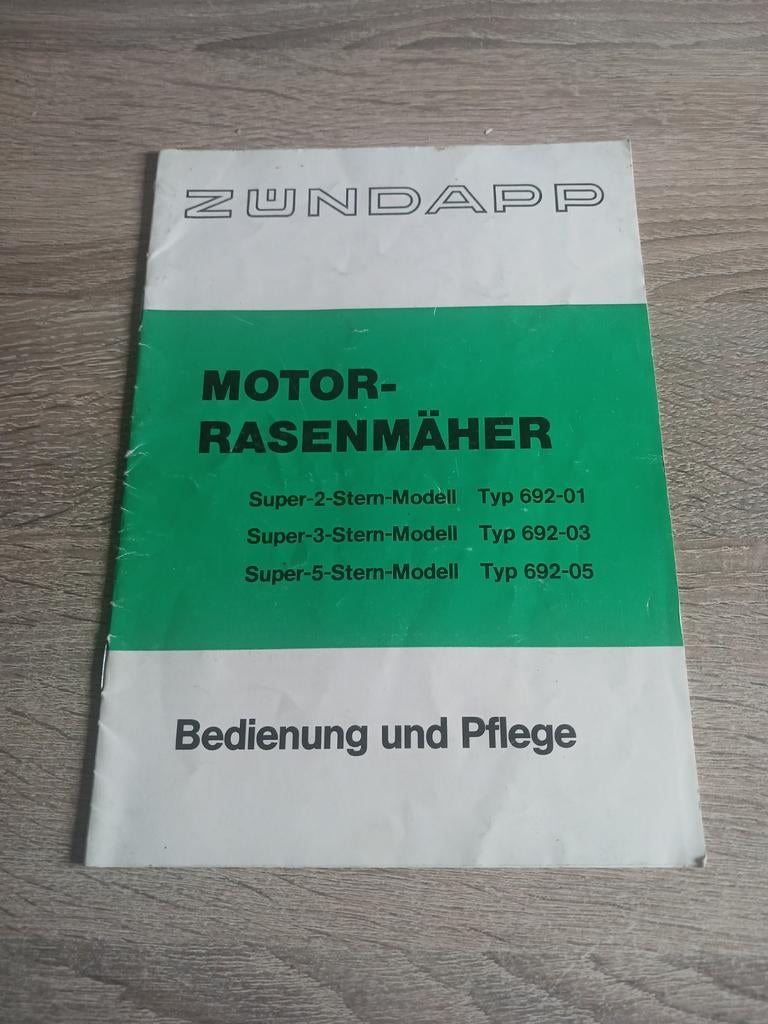 ZÜNDAPP
MOTOR-
RASENMÄHER
Super-2-Stern-Modell Typ 692-01
Super-3-Stern-Modell Typ 692-03
Super-5-Stern-Modell Typ 692-05
Bedienung und Pflege